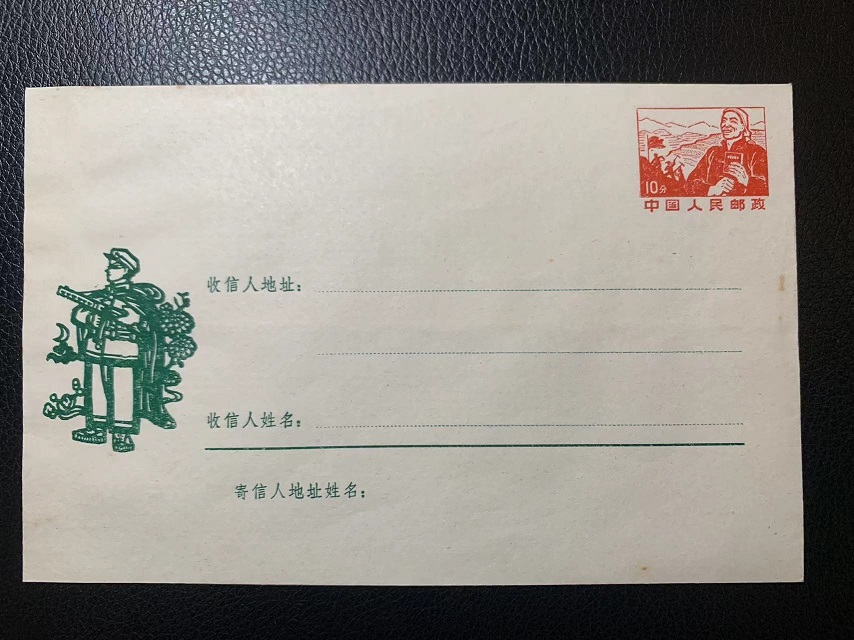 10分
中国人民邮政
收信人地址：
收信人姓名：
寄信人地址姓名：